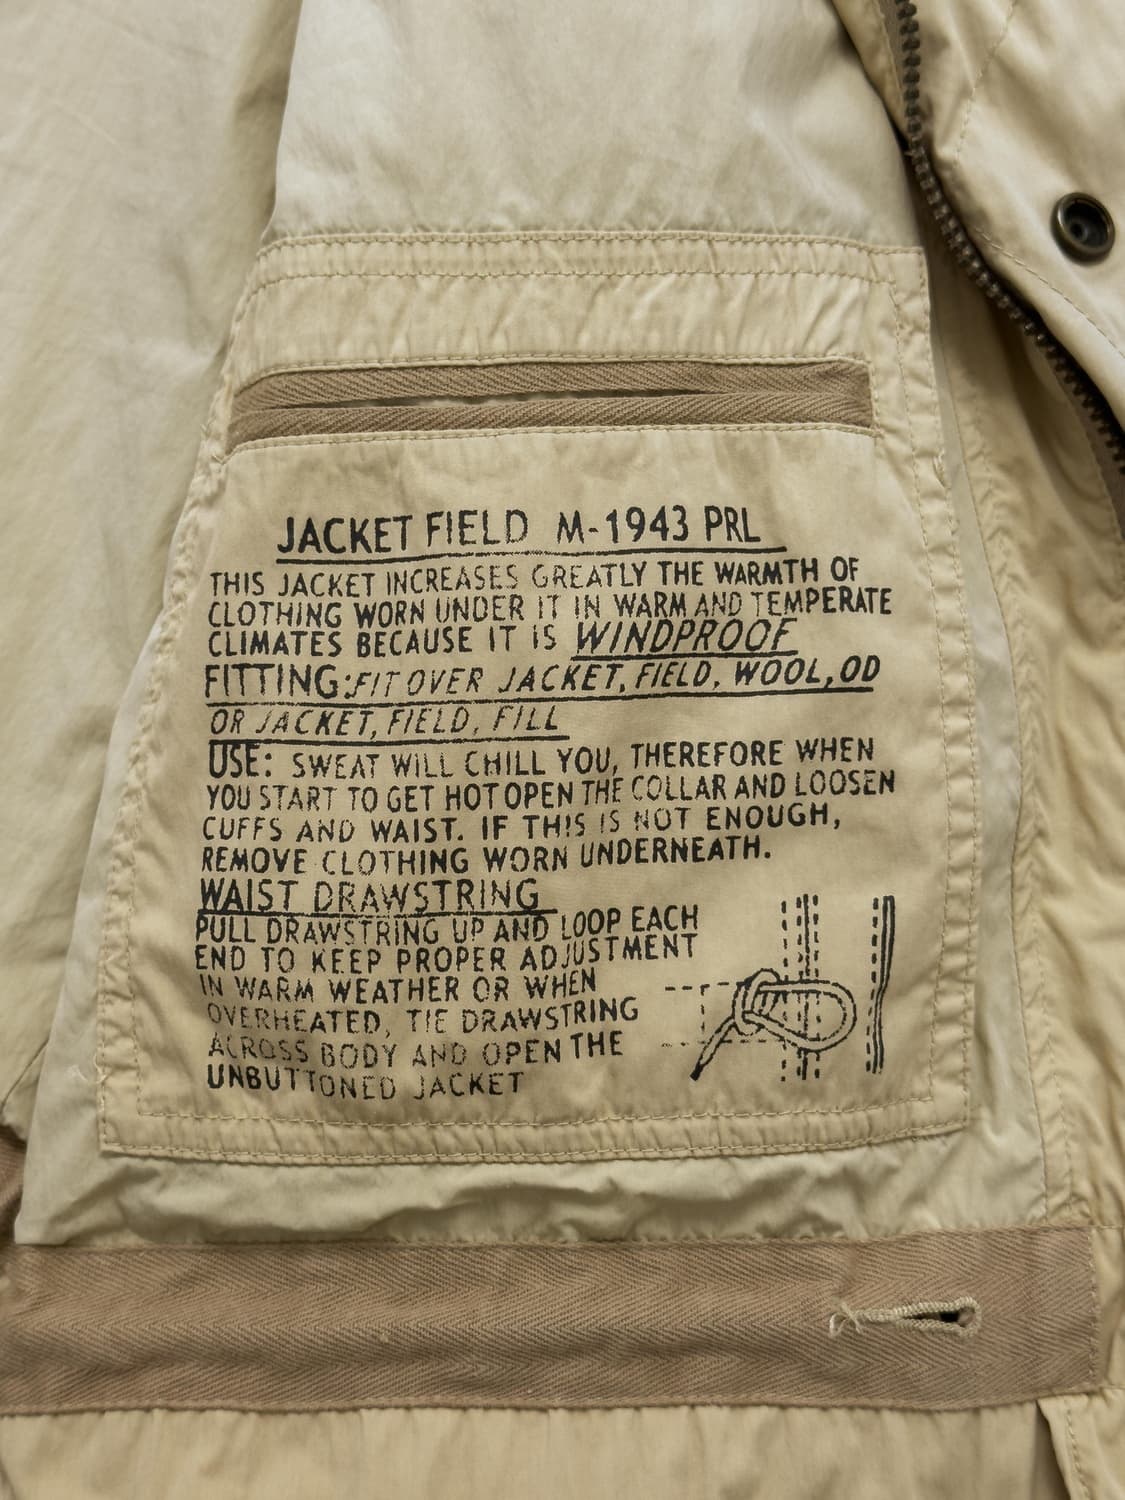 JACKET FIELD M-1943 PRL
THIS JACKET INCREASES GREATLY THE WARMTH OF
CLOTHING WORN UNDER IT IN WARM AND TEMPERATE
CLIMATES BECAUSE IT IS WINDPROOF
FITTING: FIT OVER JACKET, FIELD, WOOL, OD
OR JACKET, FIELD, FILL
USE: SWEAT WILL CHILL YOU, THEREFORE WHEN
YOU START TO GET HOT OPEN THE COLLAR AND LOOSEN
CUFFS AND WAIST. IF THIS IS NOT ENOUGH,
REMOVE CLOTHING WORN UNDERNEATH.
WAIST DRAWSTRING
PULL DRAWSTRING UP AND LOOP EACH
END TO KEEP PROPER ADJUSTMENT
IN WARM WEATHER OR WHEN
OVERHEATED, TIE DRAWSTRING
ACROSS BODY AND OPEN THE
UNBUTTONED JACKET